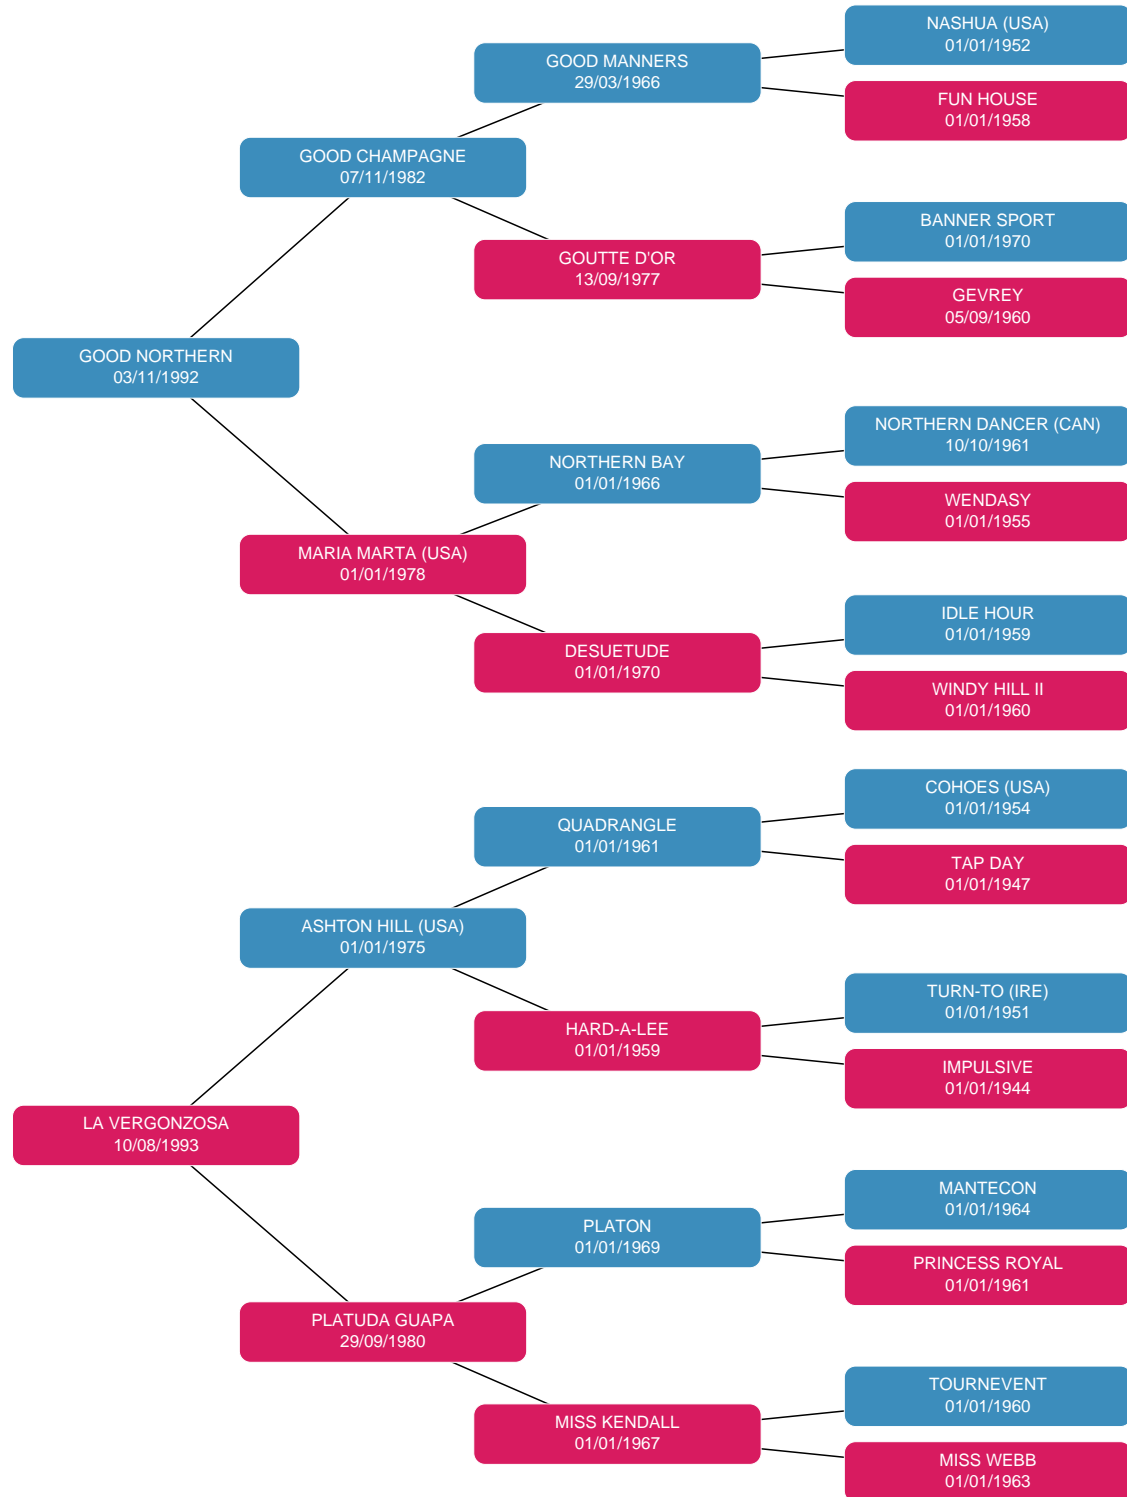 NASHUA (USA)
01/01/1952
GOOD MANNERS
29/03/1966
FUN HOUSE
01/01/1958
GOOD CHAMPAGNE
07/11/1982
BANNER SPORT
01/01/1970
GOUTTE D'OR
13/09/1977
GEVREY
05/09/1960
GOOD NORTHERN
03/11/1992
NORTHERN DANCER (CAN)
10/10/1961
NORTHERN BAY
01/01/1966
WENDASY
01/01/1955
MARIA MARTA (USA)
01/01/1978
IDLE HOUR
01/01/1959
DESUETUDE
01/01/1970
WINDY HILL II
01/01/1960
COHOES (USA)
01/01/1954
QUADRANGLE
01/01/1961
TAP DAY
01/01/1947
ASHTON HILL (USA)
01/01/1975
TURN-TO (IRE)
01/01/1951
HARD-A-LEE
01/01/1959
IMPULSIVE
01/01/1944
LA VERGONZOSA
10/08/1993
MANTECON
01/01/1964
PLATON
01/01/1969
PRINCESS ROYAL
01/01/1961
PLATUDA GUAPA
29/09/1980
TOURNEVENT
01/01/1960
MISS KENDALL
01/01/1967
MISS WEBB
01/01/1963